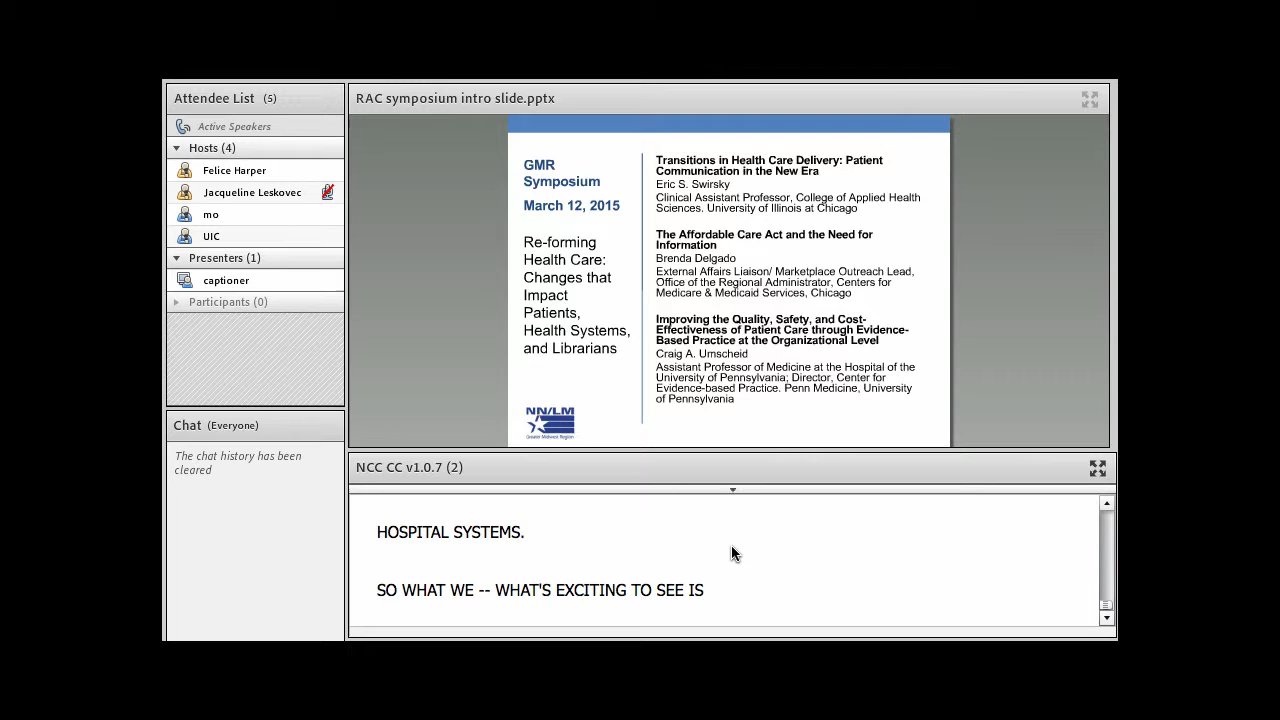 Attendee List (5)
Active Speakers
Hosts (4)
Felice Harper
Jacqueline Leskovec
mo
UIC
Presenters (1)
captioner
Participants (0)
Chat (Everyone)
The chat history has been
cleared
RAC symposium intro slide.pptx
GMR
Symposium
March 12, 2015
Re-forming
Health Care:
Changes that
Impact
Patients,
Health Systems,
and Librarians
NN/LM
Greater Midwest Region
Transitions in Health Care Delivery: Patient
Communication in the New Era
Eric S. Swirsky
Clinical Assistant Professor, College of Applied Health
Sciences. University of Illinois at Chicago
The Affordable Care Act and the Need for
Information
Brenda Delgado
External Affairs Liaison/ Marketplace Outreach Lead,
Office of the Regional Administrator, Centers for
Medicare & Medicaid Services, Chicago
Improving the Quality, Safety, and Cost-
Effectiveness of Patient Care through Evidence-
Based Practice at the Organizational Level
Craig A. Umscheid
Assistant Professor of Medicine at the Hospital of the
University of Pennsylvania; Director, Center for
Evidence-based Practice. Penn Medicine, University
of Pennsylvania
NCC CC v1.0.7 (2)
HOSPITAL SYSTEMS.
SO WHAT WE -- WHAT'S EXCITING TO SEE IS